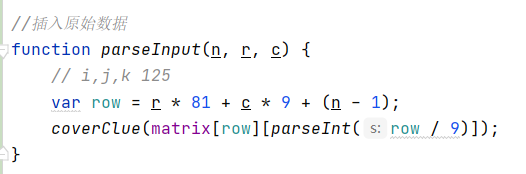 //插入原始数据
function parseInput(n, r, c) {
// i,j,k 125
var row = r * 81 + c * 9 + (n - 1);
coverClue(matrix[row][parseInt( s: row / 9)]);
}